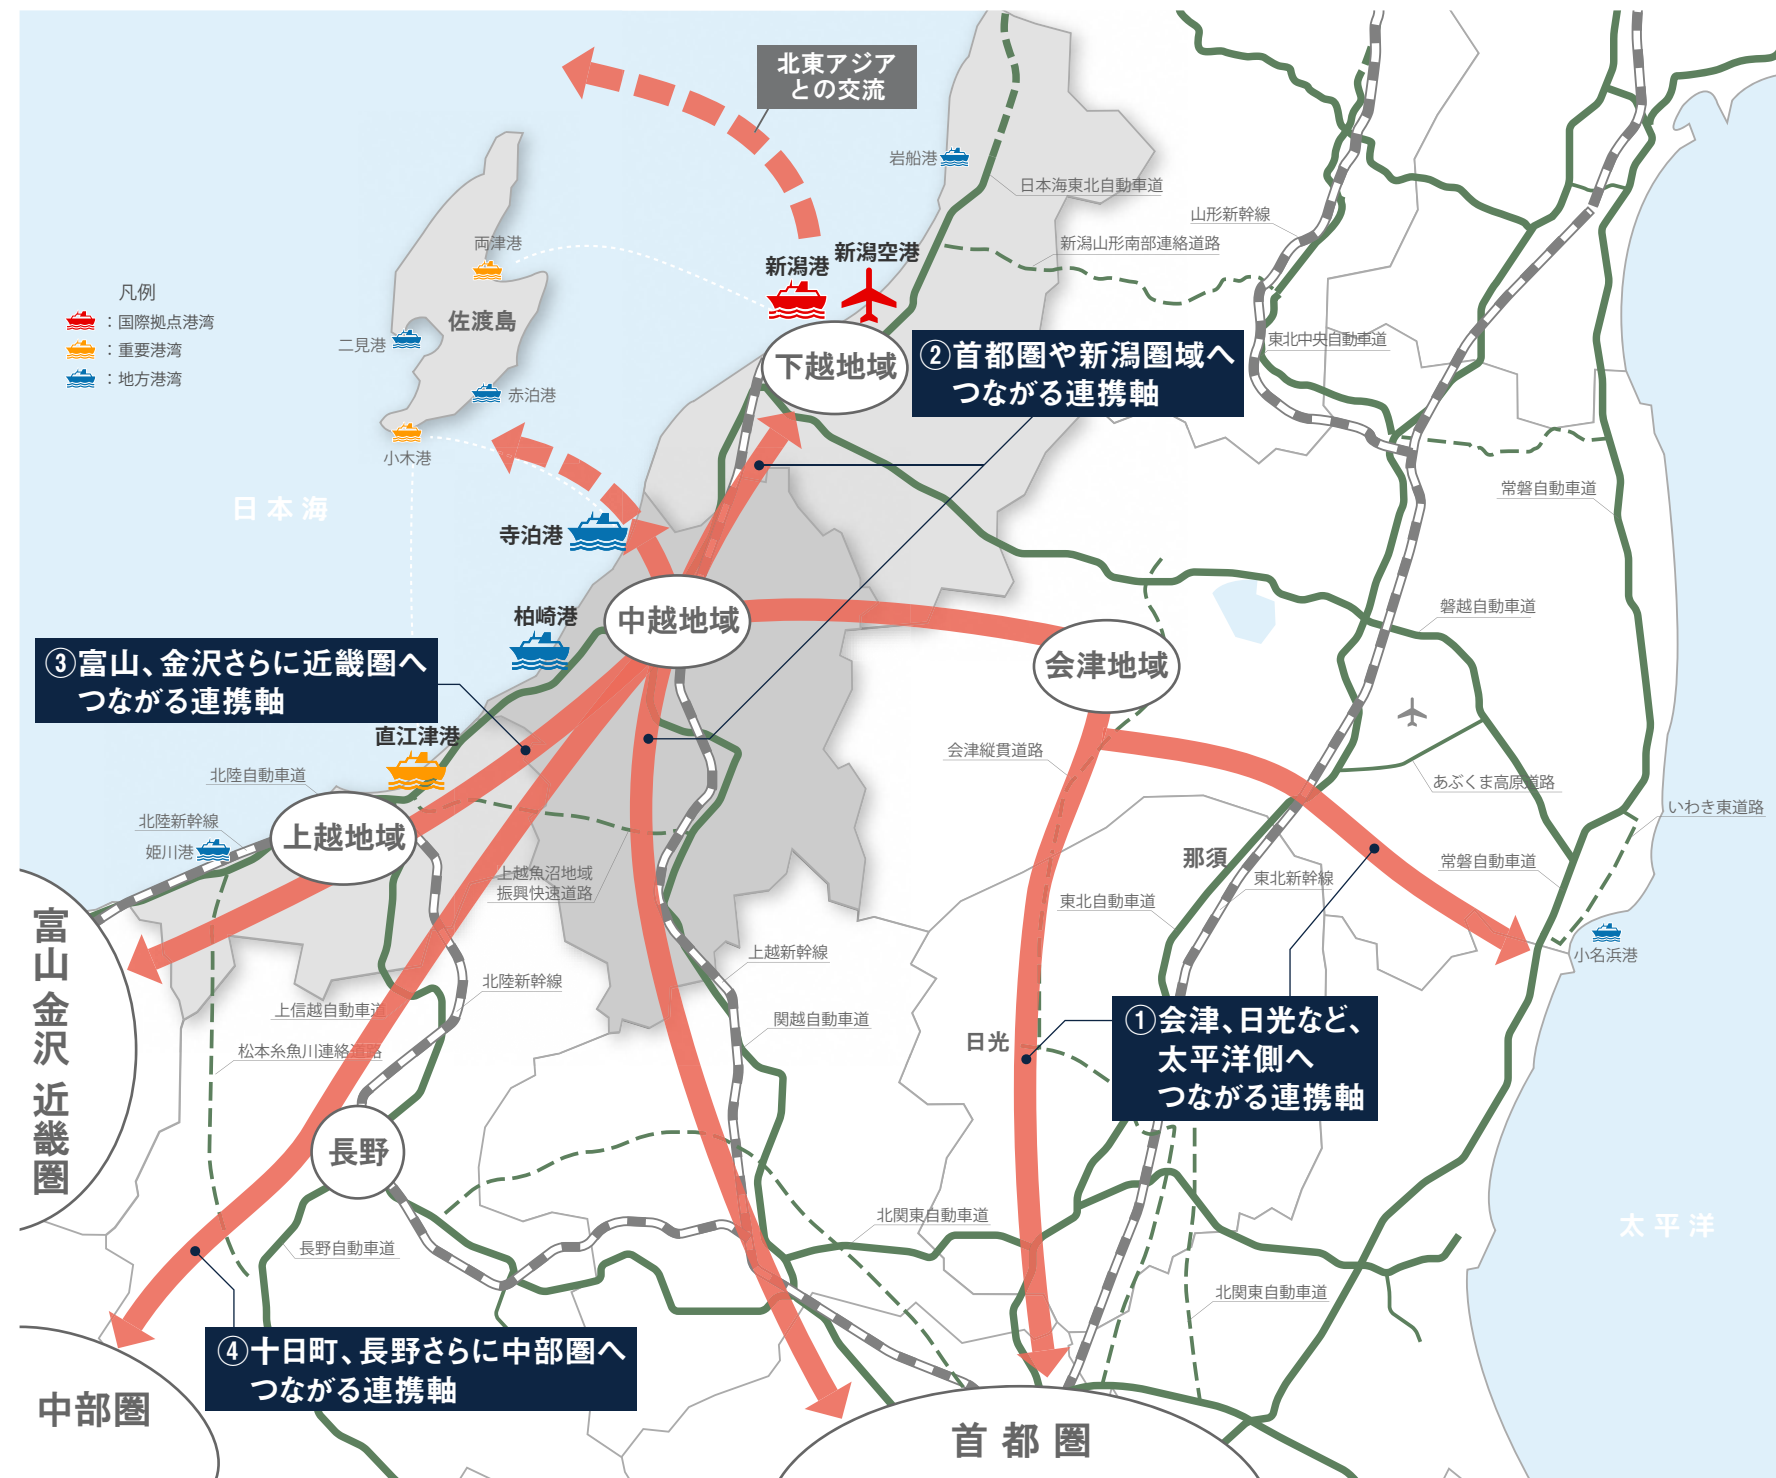 北東アジア
との交流
岩船港
日本海東北自動車道
山形新幹線
新潟山形南部連絡道路
両津港
新潟港
新潟空港
凡例
：国際拠点港湾
：重要港湾
：地方港湾
佐渡島
二見港
赤泊港
小木港
下越地域
②首都圏や新潟圏域へ
つながる連携軸
東北中央自動車道
日本海
常磐自動車道
寺泊港
柏崎港
中越地域
磐越自動車道
会津地域
③富山、金沢さらに近畿圏へ
つながる連携軸
直江津港
北陸自動車道
会津縦貫道路
あぶくま高原道路
いわき東道路
北陸新幹線
姫川港
上越地域
那須
常磐自動車道
東北新幹線
上越魚沼地域
振興快速道路
東北自動車道
小名浜港
富山
金沢
近畿圏
上越新幹線
北陸新幹線
上信越自動車道
関越自動車道
松本糸魚川連絡道路
日光
①会津、日光など、
太平洋側へ
つながる連携軸
長野
北関東自動車道
太平洋
長野自動車道
北関東自動車道
④十日町、長野さらに中部圏へ
つながる連携軸
中部圏
首都圏